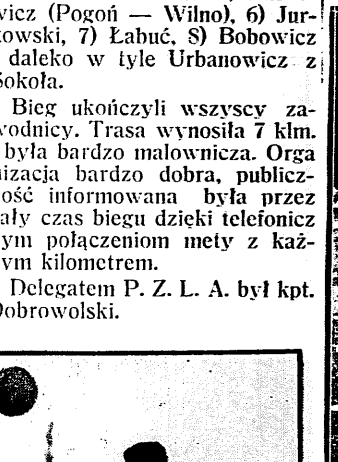 wicz (Pogoń — Wilno), 6) Jur-
kowski, 7) Łabuć, 8) Bobowicz
daleko w tyle Urbanowicz z
Sokoła.
Bieg ukończyli wszyscy za-
wodnicy. Trasa wynosiła 7 klm.
była bardzo malownicza. Orga
nizacja bardzo dobra, publicz-
ność informowana była przez
cały czas biegu dzięki telefonicz
nym połączeniom mety z każ-
dym kilometrem.
Delegatem P. Z. L. A. był kpt.
Dobrowolski.